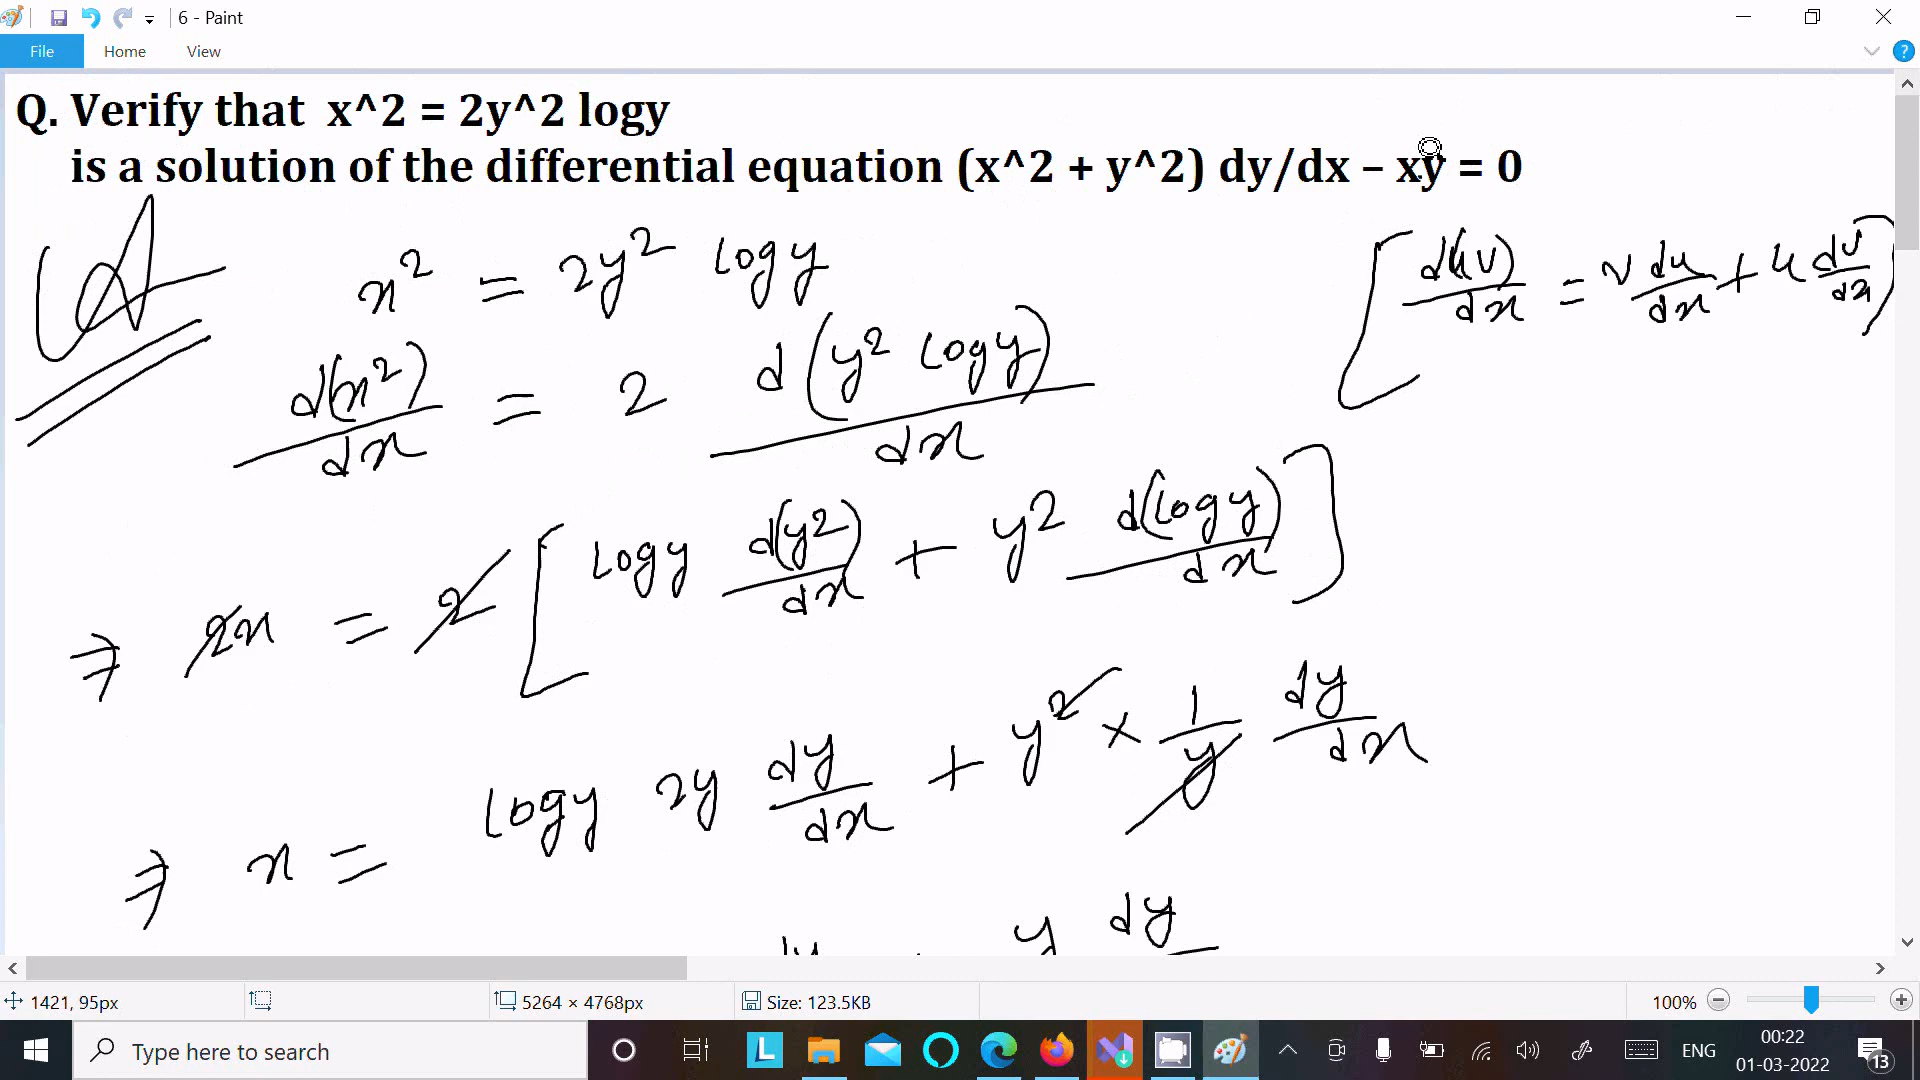 6 - Paint
File Home View
Q. Verify that x^2 = 2y^2 logy
is a solution of the differential equation (x^2 + y^2) dy/dx – xy = 0
x² = 2y² logy
[d(uv)/dx = v du/dx + u dv/dx]
d(x²)/dx = 2 d(y² logy)/dx
⇒ 2x = 2 [logy d(y²)/dx + y² d(logy)/dx]
⇒ x = logy 2y dy/dx + y² × 1/y dy/dx
y dy
1421, 95px 5264 × 4768px Size: 123.5KB 100%
Type here to search
ENG
00:22
01-03-2022
13